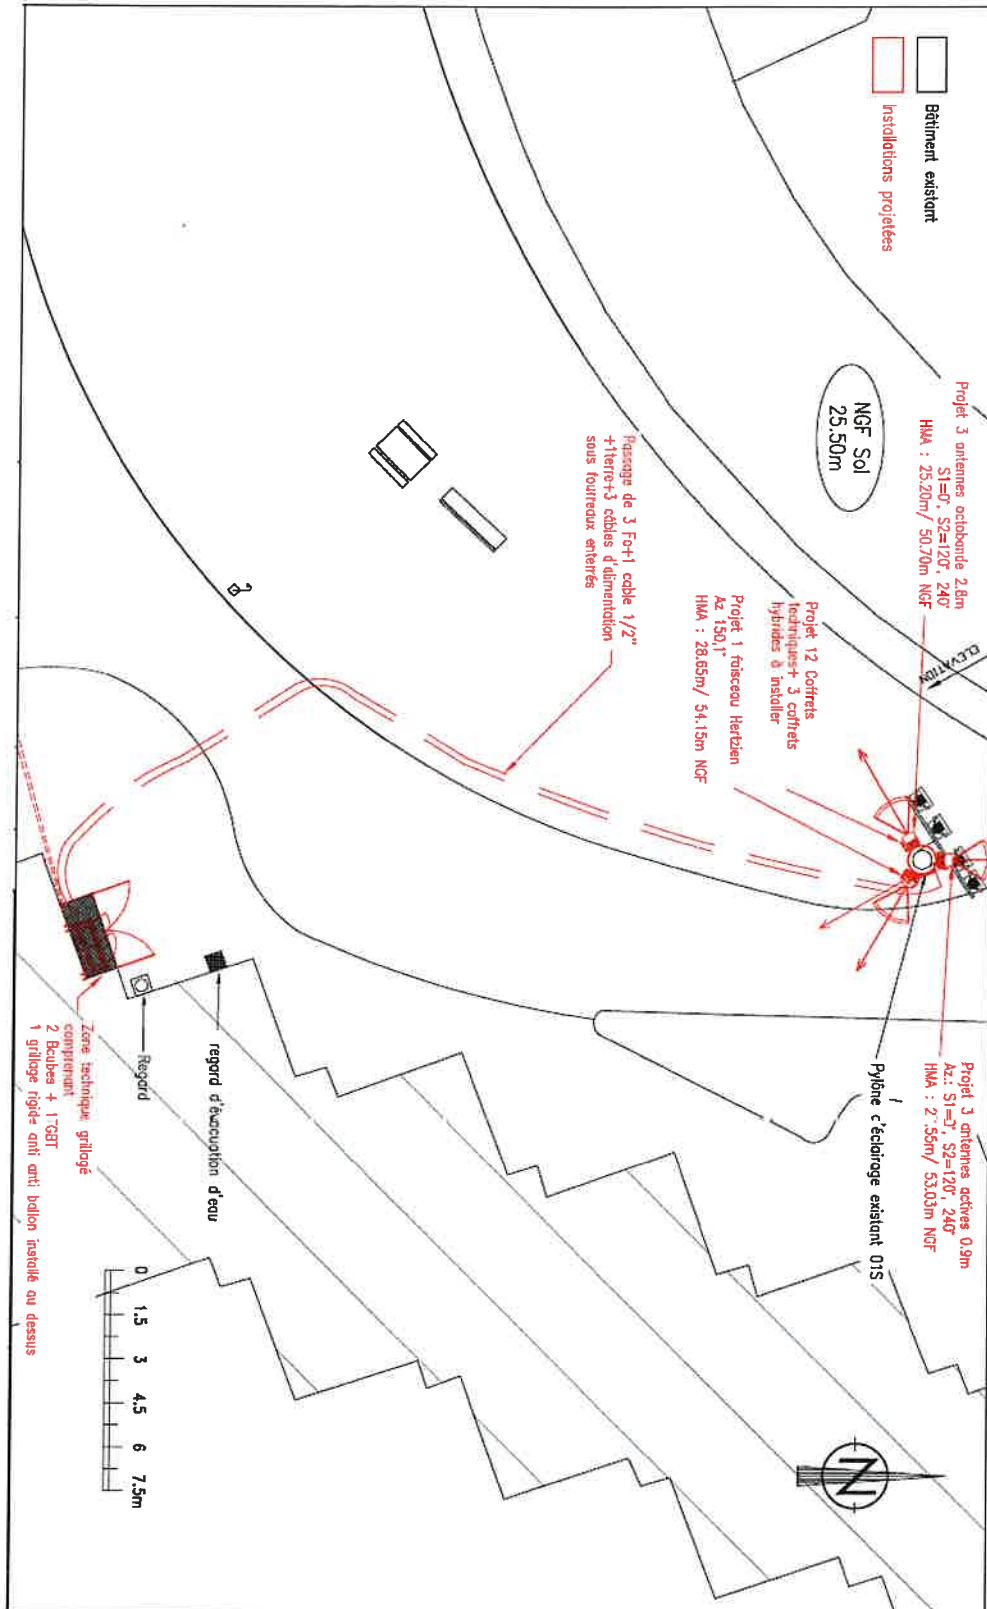 Bâtiment existant
Installations projetées
Projet 3 antennes octobande 2.8m
S1=0°, S2=120°, 240°
HMA : 25.20m/ 50.70m NGF
NGF Sol
25.50m
ELEVATION
Projet 12 Coffrets
techniques+ 3 coffrets
hybrides à installer
Projet 1 faisceau Hertzien
Az 150,1°
HMA : 28.65m/ 54.15m NGF
Passage de 3 Fo+1 cable 1/2"
+1terre+3 câbles d'alimentation
sous fourreaux enterrés
Projet 3 antennes actives 0.9m
Az.: S1= S2=120°, 240°
HMA : 53.03m NGF
Pylône c'éclairage existant 01S
regard d'évacuation d'eau
Regard
Zone technique grillagé
comprenant
2 Bcubes + 1TGBT
1 grillage rigide anti anti ballon installé au dessus
0 1.5 3 4.5 6 7.5m
N